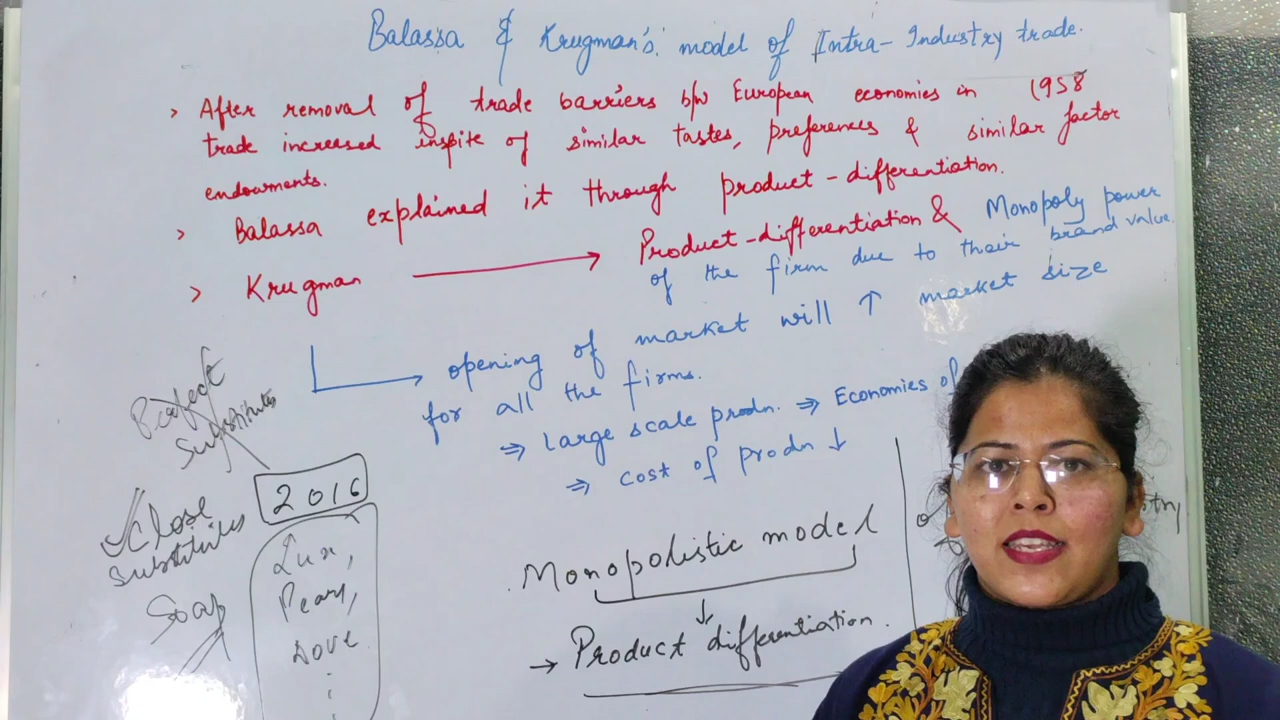 Balassa & Krugman's model of Intra-Industry trade.
> After removal of trade barriers b/w European economies in 1958
trade increased inspite of similar tastes, preferences & similar factor
endowments.
> Balassa explained it through product-differentiation.
> Krugman → Product-differentiation & Monopoly power
of the firm due to their brand value.
→ opening of market will ↑ market size
for all the firms.
⇒ large scale prodn. ⇒ Economies of
⇒ cost of prodn ↓
Perfect
Substitutes
2016
Close
substitutes
Soap
Lux,
Pears,
Dove
Monopolistic model
↓
→ Product differentiation.